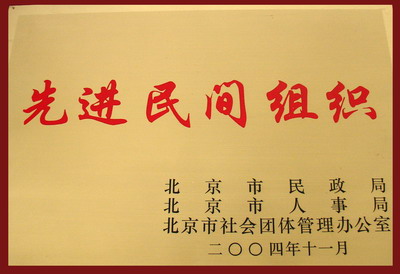 先进民间组织
北京市民政局
北京市人事局
北京市社会团体管理办公室
二〇〇四年十一月